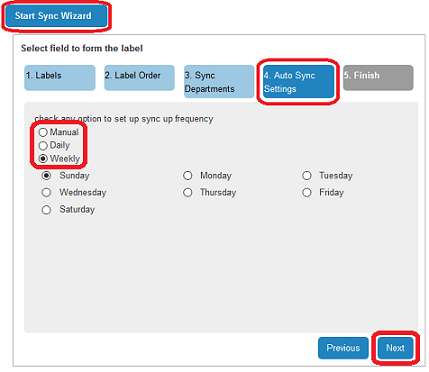 Start Sync Wizard
Select field to form the label
1. Labels 2. Label Order 3. Sync Departments 4. Auto Sync Settings 5. Finish
check any option to set up sync up frequency
Manual
Daily
Weekly
Sunday Monday Tuesday
Wednesday Thursday Friday
Saturday
Previous Next